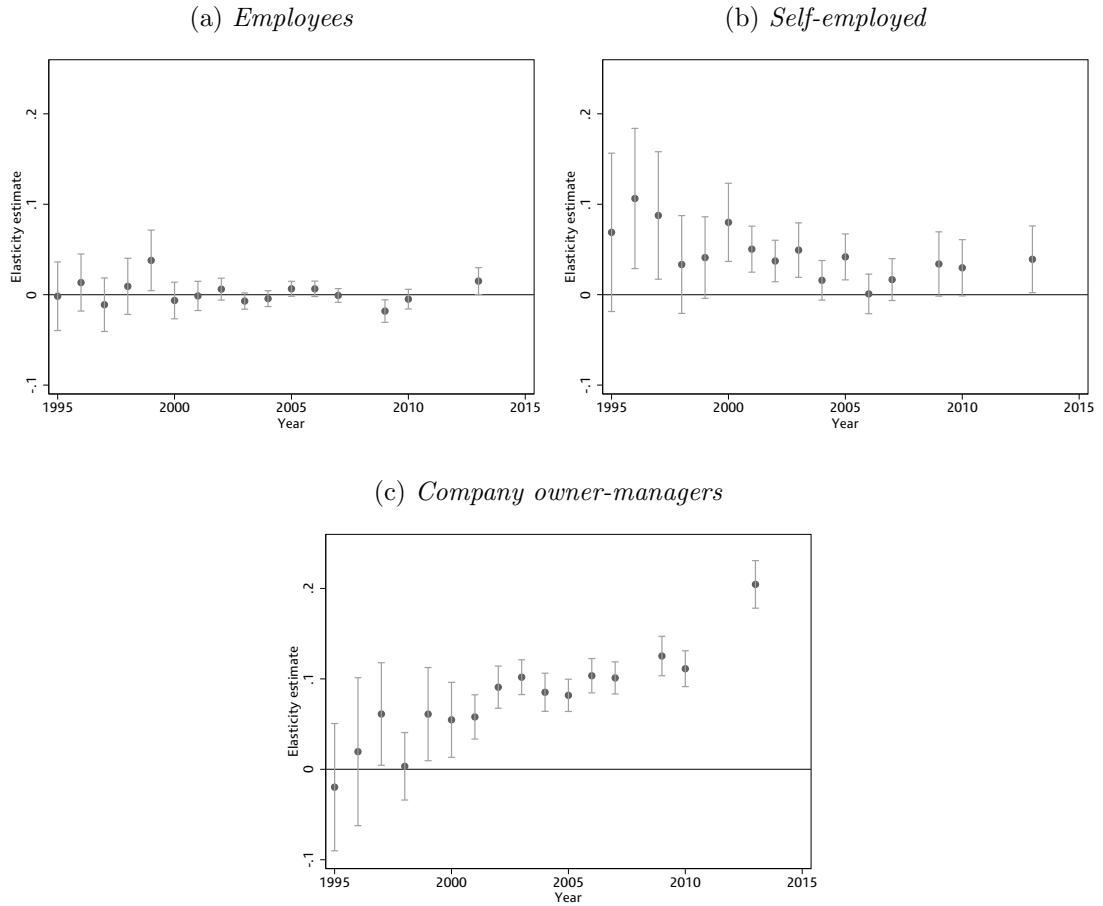 (a) Employees
(b) Self-employed
Elasticity estimate
.2
.1
0
-.1
1995 2000 2005 2010 2015
Year
Elasticity estimate
.2
.1
0
-.1
1995 2000 2005 2010 2015
Year
(c) Company owner-managers
Elasticity estimate
.2
.1
0
-.1
1995 2000 2005 2010 2015
Year